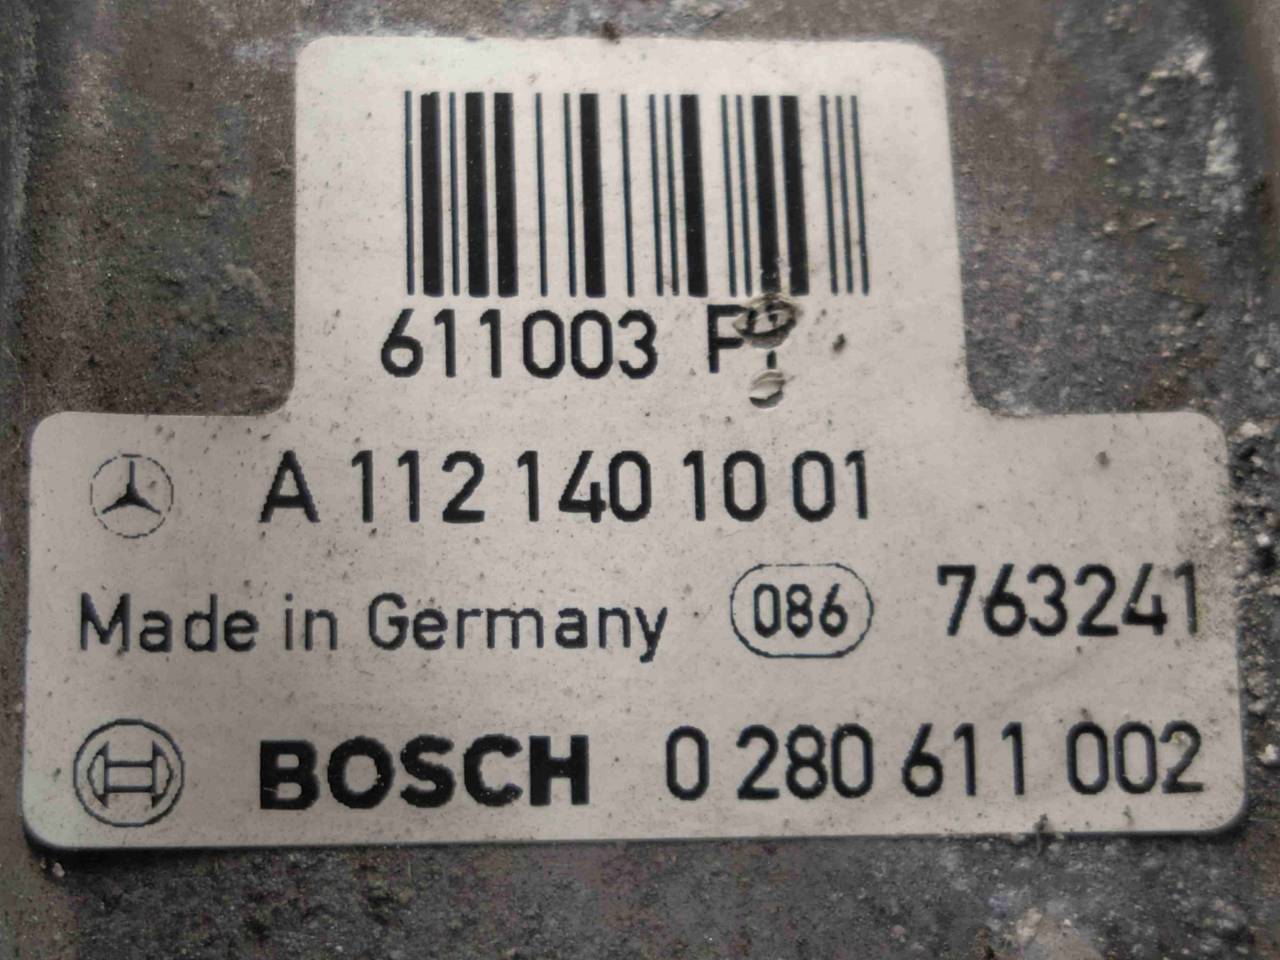 611003
A 112 140 10 01
Made in Germany 086 763241
BOSCH 0 280 611 002